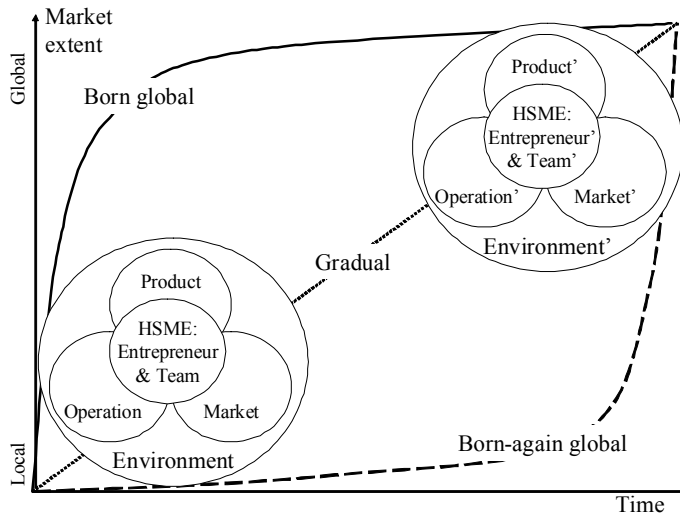 Market
extent
Global
Born global
Product’
HSME:
Entrepreneur’
& Team’
Operation’
Market’
Environment’
Gradual
Product
HSME:
Entrepreneur
& Team
Operation
Market
Environment
Born-again global
Local
Time